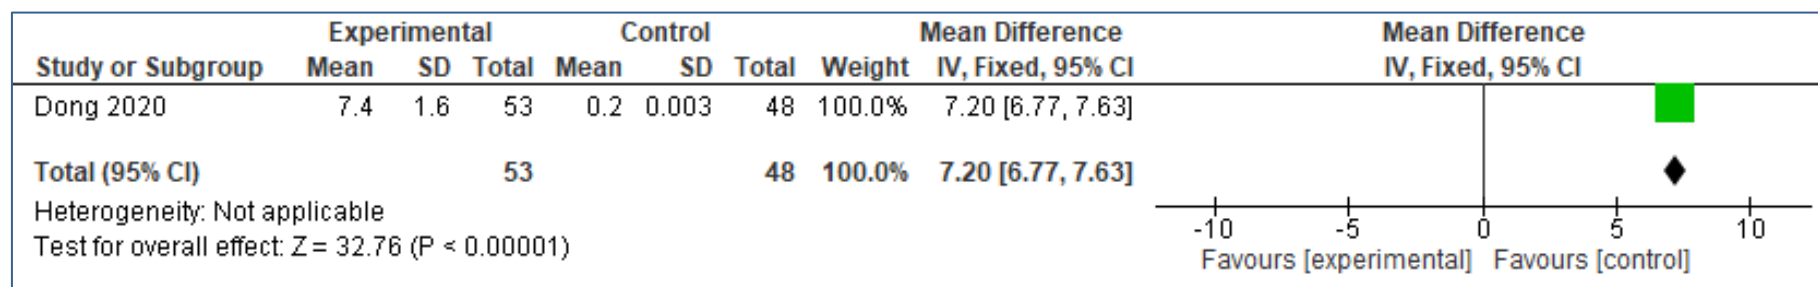 Experimental Control Mean Difference Mean Difference
Study or Subgroup Mean SD Total Mean SD Total Weight IV, Fixed, 95% CI IV, Fixed, 95% CI
Dong 2020 7.4 1.6 53 0.2 0.003 48 100.0% 7.20 [6.77, 7.63]
Total (95% CI) 53 48 100.0% 7.20 [6.77, 7.63]
Heterogeneity: Not applicable
Test for overall effect: Z = 32.76 (P < 0.00001)
-10 -5 0 5 10
Favours [experimental] Favours [control]